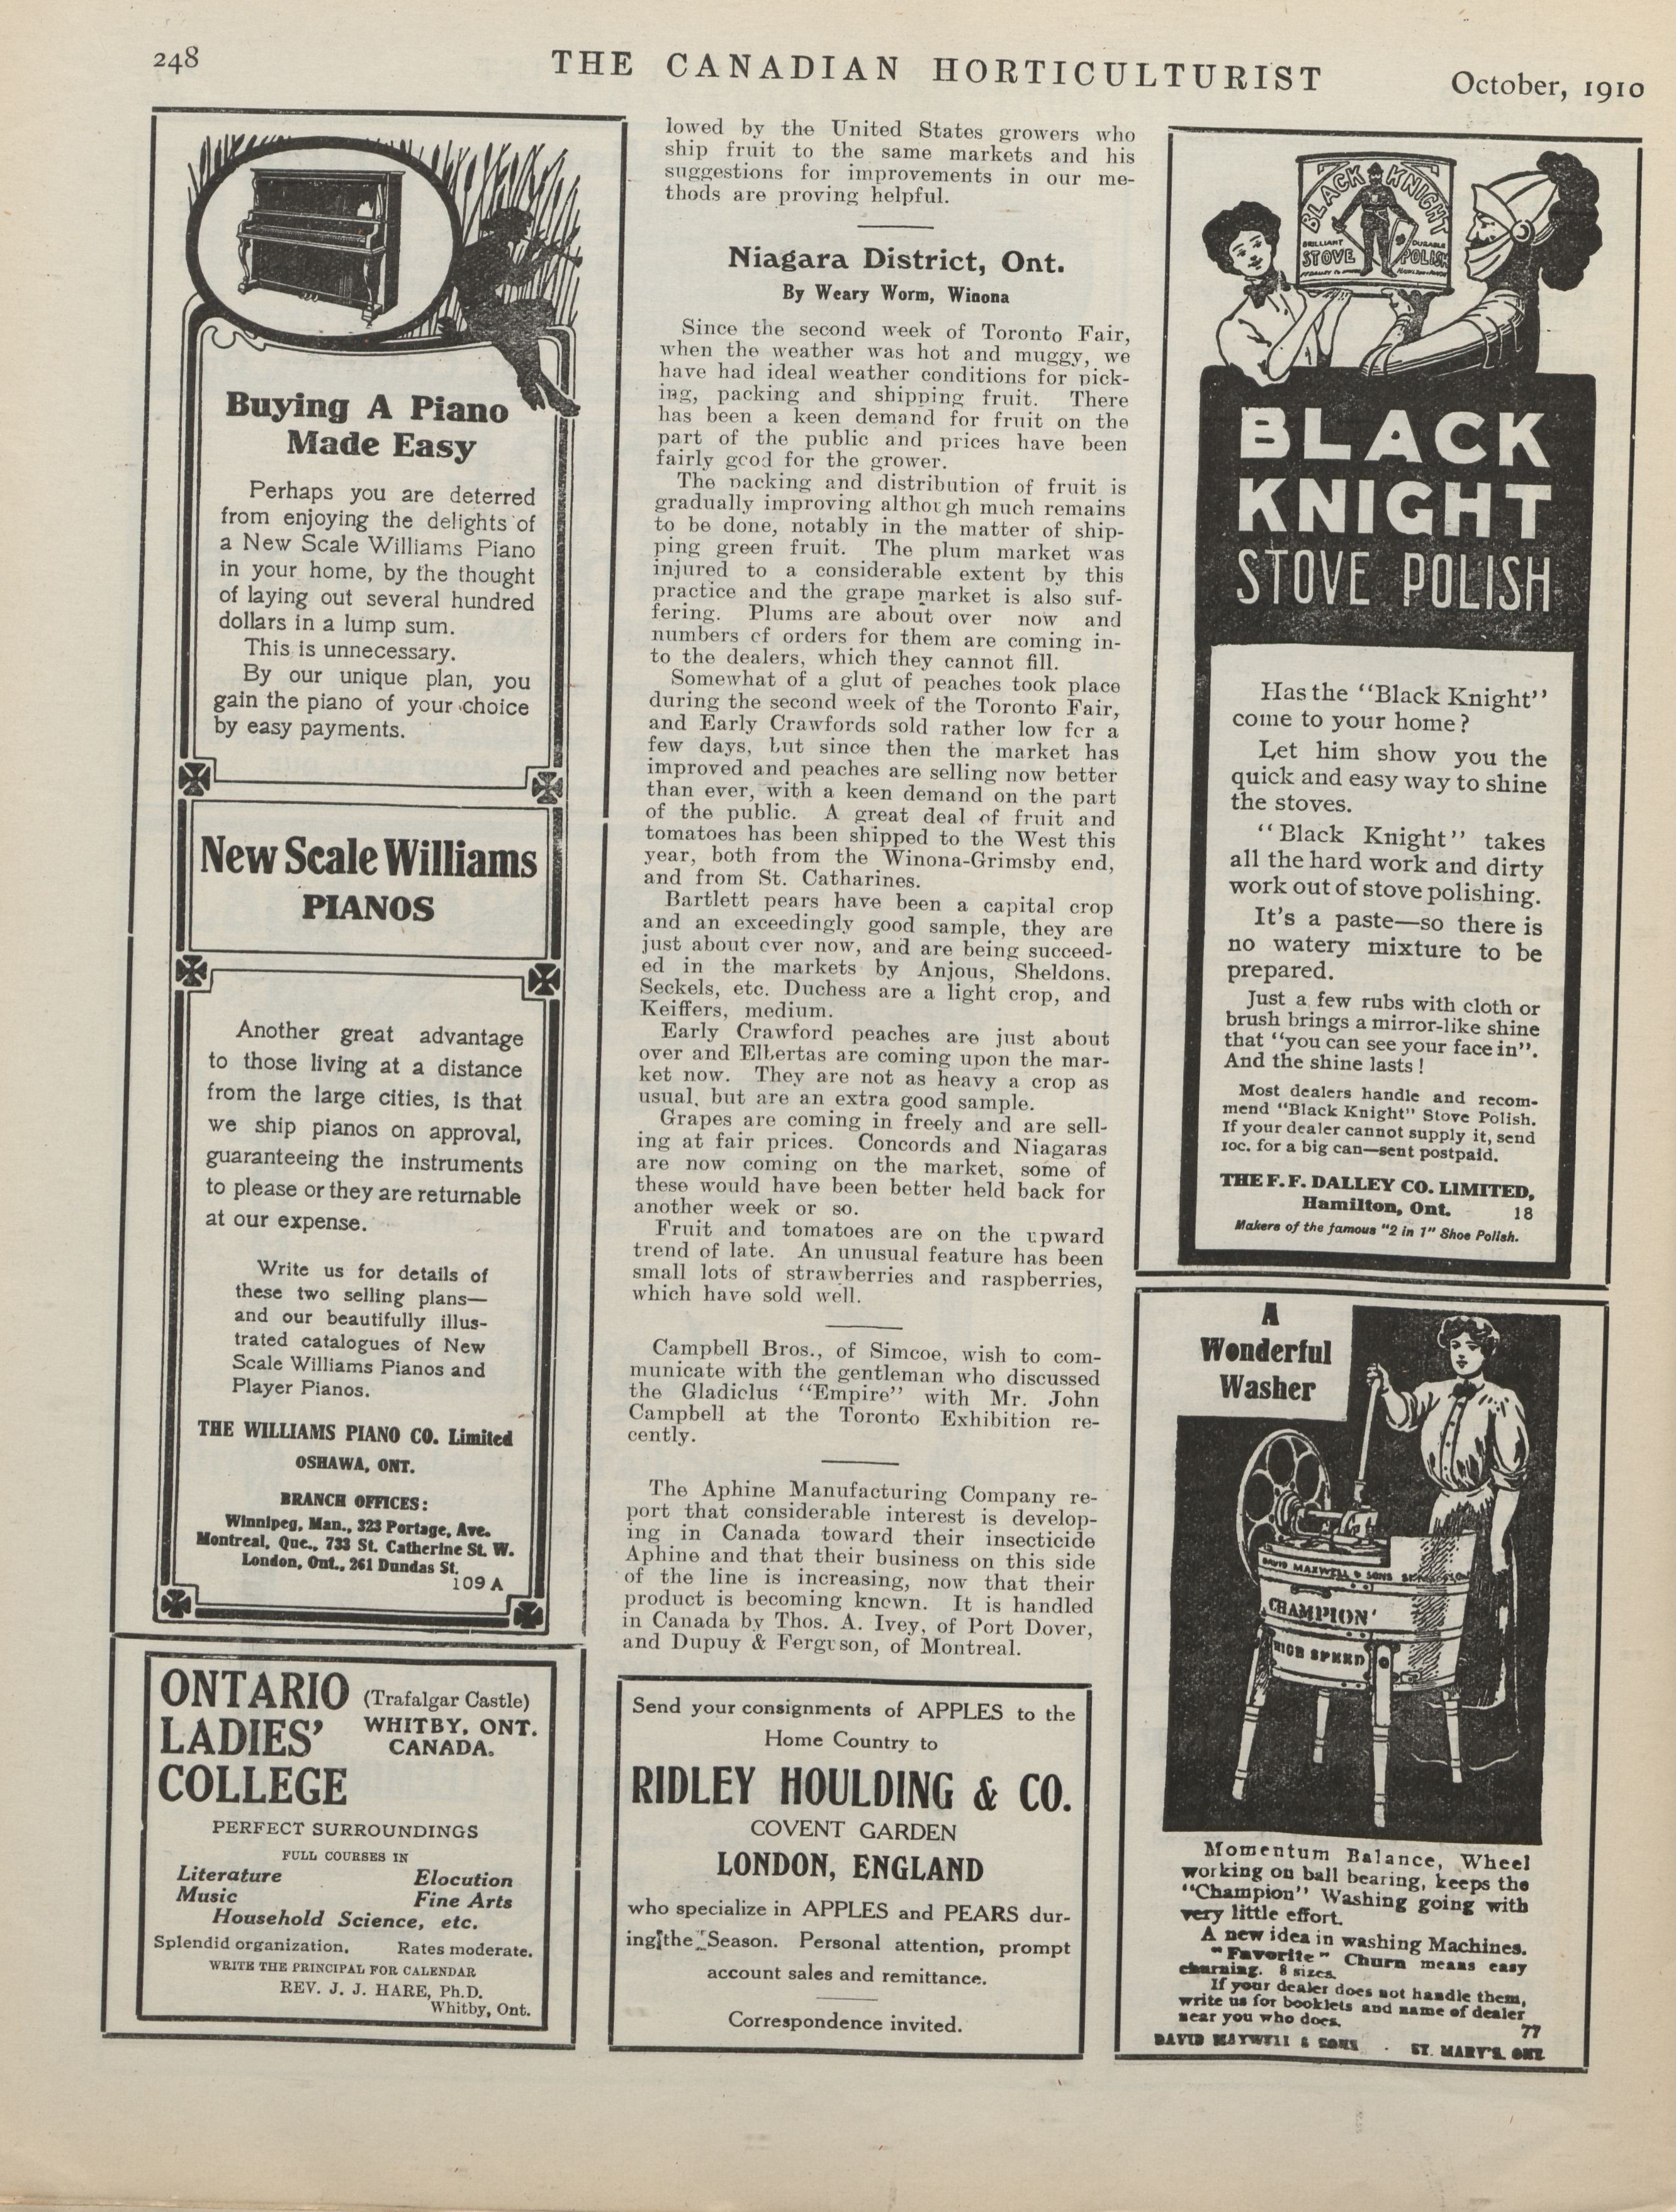 248
THE CANADIAN HORTICULTURIST
October, 1910
Buying A Piano
Made Easy
Perhaps you are deterred
from enjoying the delights of
a New Scale Williams Piano
in your home, by the thought
of laying out several hundred
dollars in a lump sum.
This is unnecessary.
By our unique plan, you
gain the piano of your choice
by easy payments.
New Scale Williams
PIANOS
Another great advantage
to those living at a distance
from the large cities, is that
we ship pianos on approval,
guaranteeing the instruments
to please or they are returnable
at our expense.
Write us for details of
these two selling plans—
and our beautifully illus-
trated catalogues of New
Scale Williams Pianos and
Player Pianos.
THE WILLIAMS PIANO CO. Limited
OSHAWA, ONT.
BRANCH OFFICES:
Winnipeg, Man., 323 Portage, Ave.
Montreal, Que., 733 St. Catherine St. W.
London, Ont., 261 Dundas St.
109 A
ONTARIO
LADIES'
COLLEGE
(Trafalgar Castle)
WHITBY, ONT.
CANADA.
PERFECT SURROUNDINGS
FULL COURSES IN
Literature Elocution
Music Fine Arts
Household Science, etc.
Splendid organization. Rates moderate.
WRITE THE PRINCIPAL FOR CALENDAR
REV. J. J. HARE, Ph.D.
Whitby, Ont.
lowed by the United States growers who
ship fruit to the same markets and his
suggestions for improvements in our me-
thods are proving helpful.
Niagara District, Ont.
By Weary Worm, Winona
Since the second week of Toronto Fair,
when the weather was hot and muggy, we
have had ideal weather conditions for pick-
ing, packing and shipping fruit. There
has been a keen demand for fruit on the
part of the public and prices have been
fairly good for the grower.
The packing and distribution of fruit is
gradually improving although much remains
to be done, notably in the matter of ship-
ping green fruit. The plum market was
injured to a considerable extent by this
practice and the grape market is also suf-
fering. Plums are about over now and
numbers of orders for them are coming in-
to the dealers, which they cannot fill.
Somewhat of a glut of peaches took place
during the second week of the Toronto Fair,
and Early Crawfords sold rather low for a
few days, but since then the market has
improved and peaches are selling now better
than ever, with a keen demand on the part
of the public. A great deal of fruit and
tomatoes has been shipped to the West this
year, both from the Winona-Grimsby end,
and from St. Catharines.
Bartlett pears have been a capital crop
and an exceedingly good sample, they are
just about over now, and are being succeed-
ed in the markets by Anjous, Sheldons.
Seckels, etc. Duchess are a light crop, and
Keiffers, medium.
Early Crawford peaches are just about
over and Elbertas are coming upon the mar-
ket now. They are not as heavy a crop as
usual, but are an extra good sample.
Grapes are coming in freely and are sell-
ing at fair prices. Concords and Niagaras
are now coming on the market, some of
these would have been better held back for
another week or so.
Fruit and tomatoes are on the upward
trend of late. An unusual feature has been
small lots of strawberries and raspberries,
which have sold well.
Campbell Bros., of Simcoe, wish to com-
municate with the gentleman who discussed
the Gladiolus "Empire" with Mr. John
Campbell at the Toronto Exhibition re-
cently.
The Aphine Manufacturing Company re-
port that considerable interest is develop-
ing in Canada toward their insecticide
Aphine and that their business on this side
of the line is increasing, now that their
product is becoming known. It is handled
in Canada by Thos. A. Ivey, of Port Dover,
and Dupuy & Ferguson, of Montreal.
Send your consignments of APPLES to the
Home Country to
RIDLEY HOULDING & CO.
COVENT GARDEN
LONDON, ENGLAND
who specialize in APPLES and PEARS dur-
ing the Season. Personal attention, prompt
account sales and remittance.
Correspondence invited.
BLACK KNIGHT
BRILLIANT DURABLE
STOVE POLISH
BLACK
KNIGHT
STOVE POLISH
Has the "Black Knight"
come to your home?
Let him show you the
quick and easy way to shine
the stoves.
"Black Knight" takes
all the hard work and dirty
work out of stove polishing.
It's a paste—so there is
no watery mixture to be
prepared.
Just a few rubs with cloth or
brush brings a mirror-like shine
that "you can see your face in".
And the shine lasts!
Most dealers handle and recom-
mend "Black Knight" Stove Polish.
If your dealer cannot supply it, send
10c. for a big can—sent postpaid.
THE F. F. DALLEY CO. LIMITED,
Hamilton, Ont. 18
Makers of the famous "2 in 1" Shoe Polish.
A
Wonderful
Washer
DAVID MAXWELL & SONS
CHAMPION
HIGH SPEED
Momentum Balance, Wheel
working on ball bearing, keeps the
"Champion" Washing going with
very little effort.
A new idea in washing Machines.
"Favorite" Churn means easy
churning. 8 sizes.
If your dealer does not handle them,
write us for booklets and name of dealer
near you who does.
77
DAVID MAXWELL & SONS - ST. MARY'S, ONT.